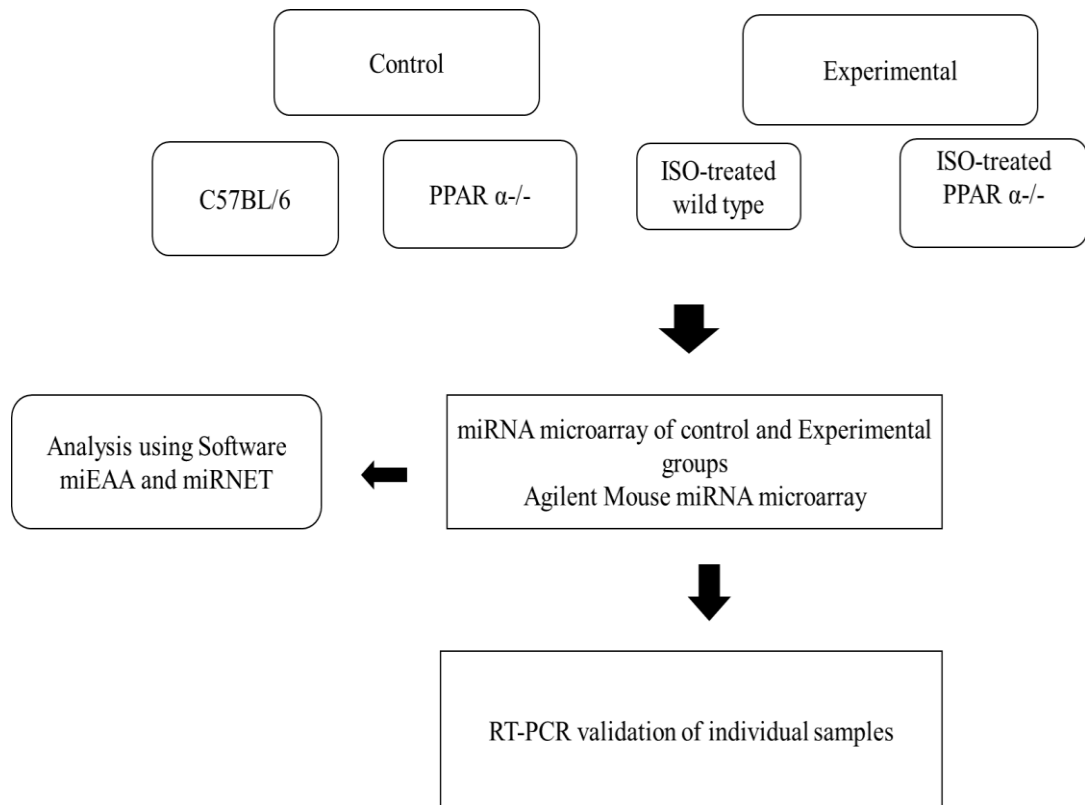 Control
Experimental
C57BL/6
PPAR α-/-
ISO-treated
wild type
ISO-treated
PPAR α-/-
miRNA microarray of control and Experimental
groups
Agilent Mouse miRNA microarray
Analysis using Software
miEAA and miRNET
RT-PCR validation of individual samples